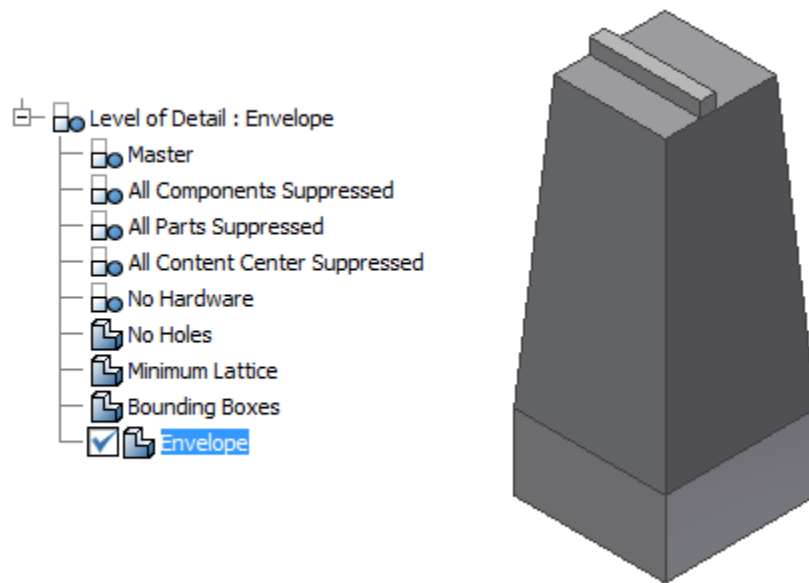 Level of Detail : Envelope
Master
All Components Suppressed
All Parts Suppressed
All Content Center Suppressed
No Hardware
No Holes
Minimum Lattice
Bounding Boxes
Envelope